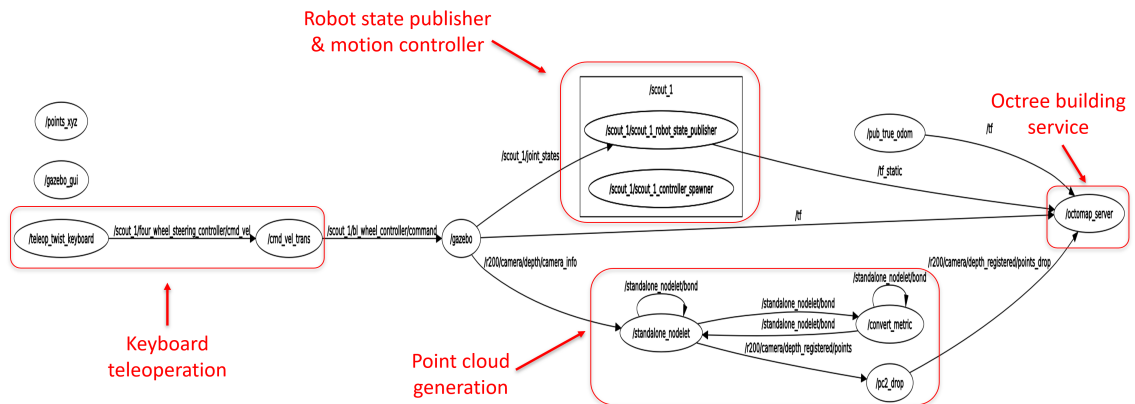 Robot state publisher
& motion controller
Octree building
service
/scout_1
/points_xyz
/scout_1/scout_1_robot_state_publisher
/pub_true_odom
/tf
/scout_1/joint_states
/tf_static
/gazebo_gui
/scout_1/scout_1_controller_spawner
/octomap_server
/teleop_twist_keyboard
/scout_1/four_wheel_steering_controller/cmd_vel
/cmd_vel_trans
/scout_1/bl_wheel_controller/command
/gazebo
/tf
/r200/camera/depth/camera_info
/r200/camera/depth_registered/points_drop
/standalone_nodelet/bond
/standalone_nodelet/bond
/standalone_nodelet/bond
/standalone_nodelet/bond
/standalone_nodelet
/convert_metric
/r200/camera/depth_registered/points
/pc2_drop
Keyboard
teleoperation
Point cloud
generation